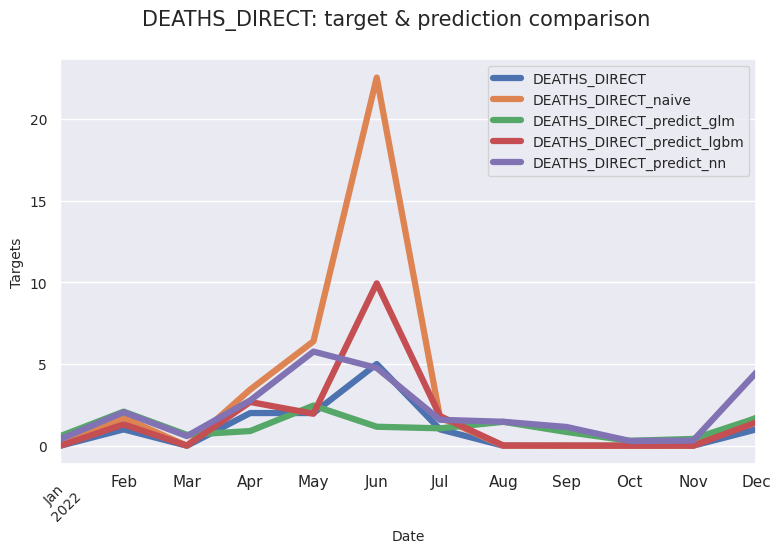 DEATHS_DIRECT: target & prediction comparison
DEATHS_DIRECT
DEATHS_DIRECT_naive
DEATHS_DIRECT_predict_glm
DEATHS_DIRECT_predict_lgbm
DEATHS_DIRECT_predict_nn
Targets
20
15
10
5
0
Jan
2022
Feb
Mar
Apr
May
Jun
Jul
Aug
Sep
Oct
Nov
Dec
Date